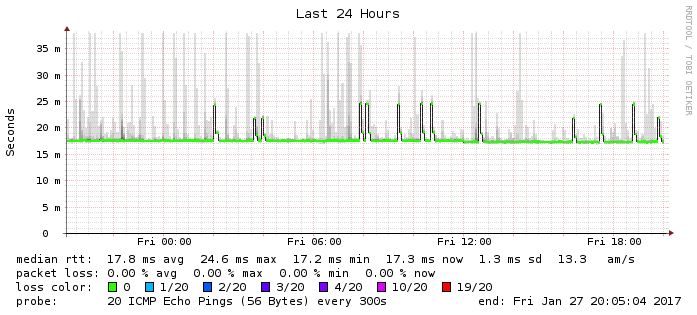 Last 24 Hours
RRDTOOL / TOBI OETIKER
Seconds
35 m
30 m
25 m
20 m
15 m
10 m
5 m
0
Fri 00:00 Fri 06:00 Fri 12:00 Fri 18:00
median rtt: 17.8 ms avg 24.6 ms max 17.2 ms min 17.3 ms now 1.3 ms sd 13.3 am/s
packet loss: 0.00 % avg 0.00 % max 0.00 % min 0.00 % now
loss color: 0 1/20 2/20 3/20 4/20 10/20 19/20
probe: 20 ICMP Echo Pings (56 Bytes) every 300s end: Fri Jan 27 20:05:04 2017